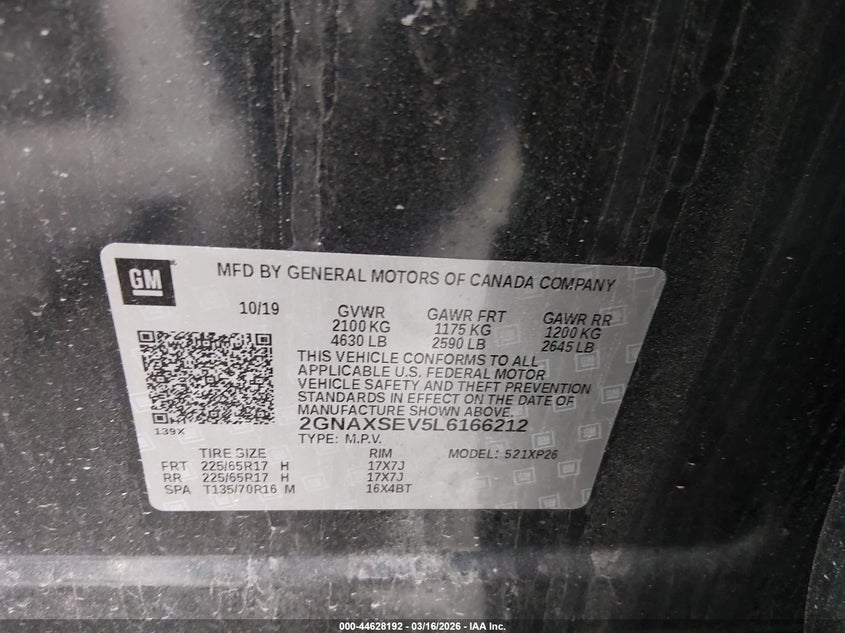 GM
MFD BY GENERAL MOTORS OF CANADA COMPANY
10/19 GVWR GAWR FRT GAWR RR
2100 KG 1175 KG 1200 KG
4630 LB 2590 LB 2645 LB
THIS VEHICLE CONFORMS TO ALL
APPLICABLE U.S. FEDERAL MOTOR
VEHICLE SAFETY AND THEFT PREVENTION
STANDARDS IN EFFECT ON THE DATE OF
MANUFACTURE SHOWN ABOVE.
139X
2GNAXSEV5L6166212
TYPE: M.P.V. MODEL: 521XP26
TIRE SIZE RIM
FRT 225/65R17 H 17X7J
RR 225/65R17 H 17X7J
SPA T135/70R16 M 16X4BT
000-44628192 - 03/16/2026 - IAA Inc.